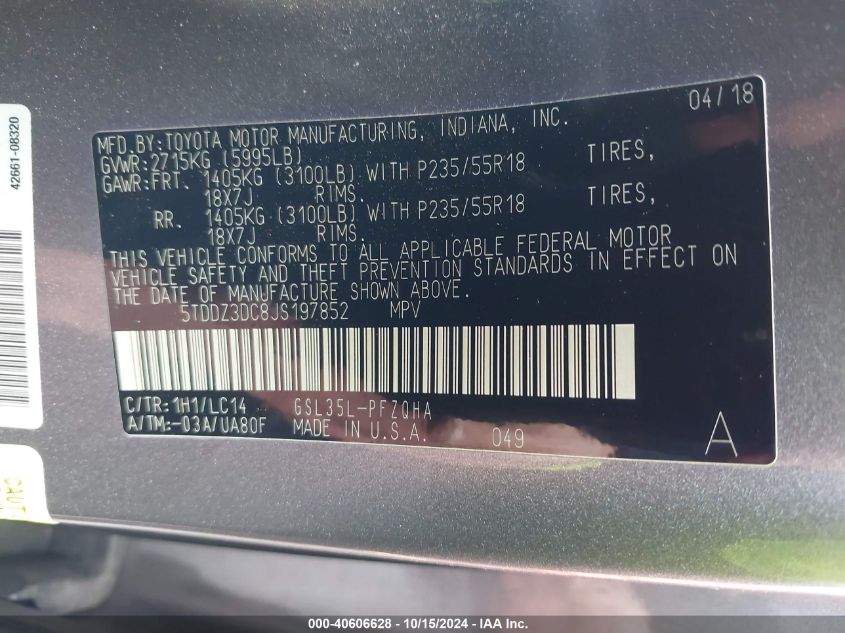 42661-08320
04/18
MFD.BY:TOYOTA MOTOR MANUFACTURING, INDIANA, INC.
GVWR:2715KG (5995LB)
GAWR:FRT. 1405KG (3100LB) WITH P235/55R18 TIRES,
18X7J RIMS.
RR. 1405KG (3100LB) WITH P235/55R18 TIRES,
18X7J RIMS.
THIS VEHICLE CONFORMS TO ALL APPLICABLE FEDERAL MOTOR
VEHICLE SAFETY AND THEFT PREVENTION STANDARDS IN EFFECT ON
THE DATE OF MANUFACTURE SHOWN ABOVE.
5TDDZ3DC8JS197852 MPV
C/TR:1H1/LC14 GSL35L-PFZQHA
A/TM:-03A/UA80F MADE IN U.S.A. 049
A
000-40606628 - 10/15/2024 - IAA Inc.